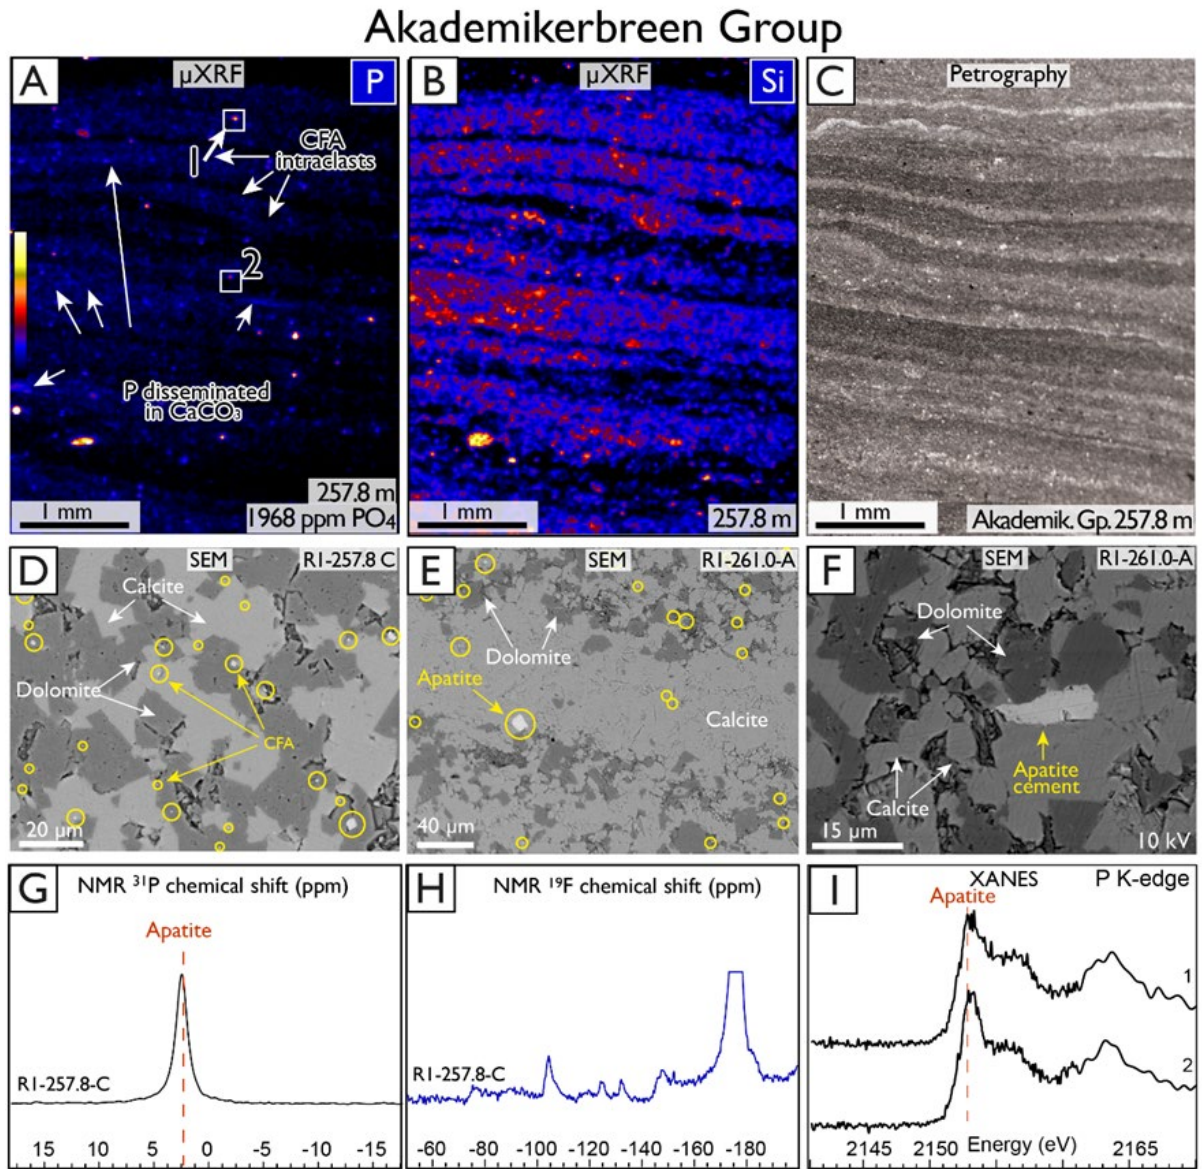 Akademikerbreen Group
A
µXRF
P
1
CFA
intraclasts
2
P disseminated
in CaCO₃
257.8 m
1 mm
1968 ppm PO₄
B
µXRF
Si
1 mm
257.8 m
C
Petrography
1 mm
Akademik. Gp. 257.8 m
D
SEM
R1-257.8 C
Calcite
Dolomite
CFA
20 µm
E
SEM
R1-261.0-A
Dolomite
Apatite
Calcite
40 µm
F
SEM
R1-261.0-A
Dolomite
Apatite
cement
Calcite
15 µm
10 kV
G
NMR ³¹P chemical shift (ppm)
Apatite
R1-257.8-C
15 10 5 0 -5 -10 -15
H
NMR ¹⁹F chemical shift (ppm)
R1-257.8-C
-60 -80 -100 -120 -140 -160 -180
I
XANES
P K-edge
Apatite
1
2
2145 2150 Energy (eV) 2165